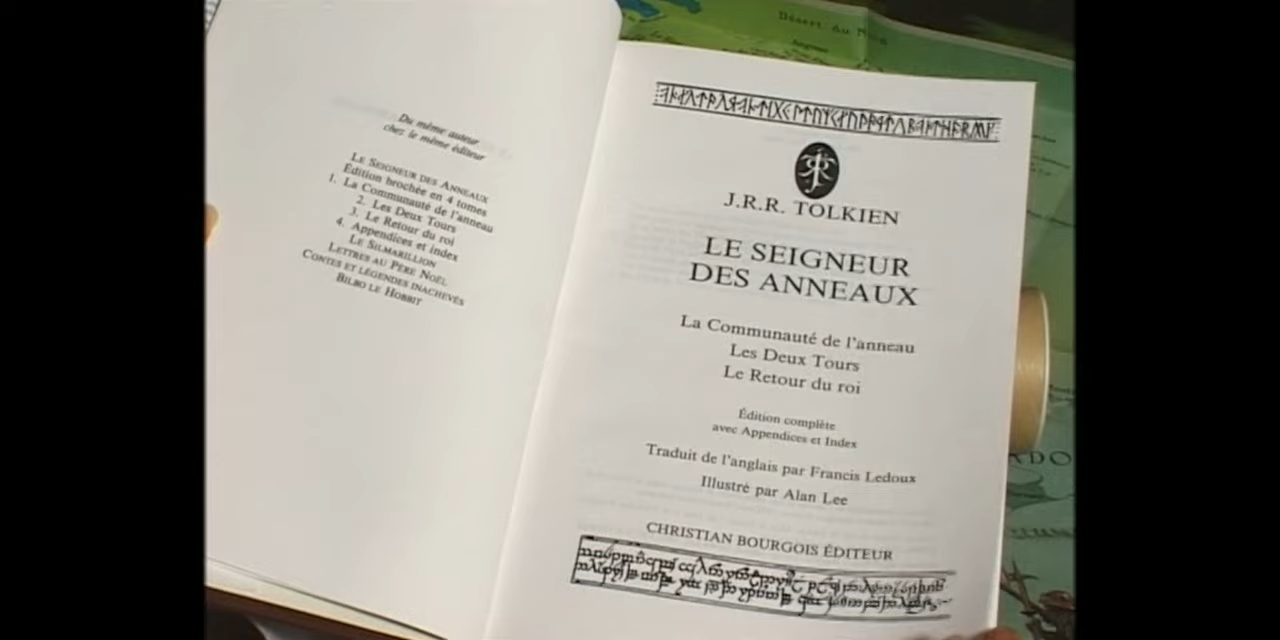 Du même auteur
chez le même éditeur
LE SEIGNEUR DES ANNEAUX
Édition brochée en 4 tomes
1. La Communauté de l'anneau
2. Les Deux Tours
3. Le Retour du roi
4. Appendices et index
LE SILMARILLION
LETTRES AU PÈRE NOËL
CONTES ET LÉGENDES INACHEVÉS
BILBO LE HOBBIT
J.R.R. TOLKIEN
LE SEIGNEUR
DES ANNEAUX
La Communauté de l'anneau
Les Deux Tours
Le Retour du roi
Édition complète
avec Appendices et Index
Traduit de l'anglais par Francis Ledoux
Illustré par Alan Lee
CHRISTIAN BOURGOIS ÉDITEUR